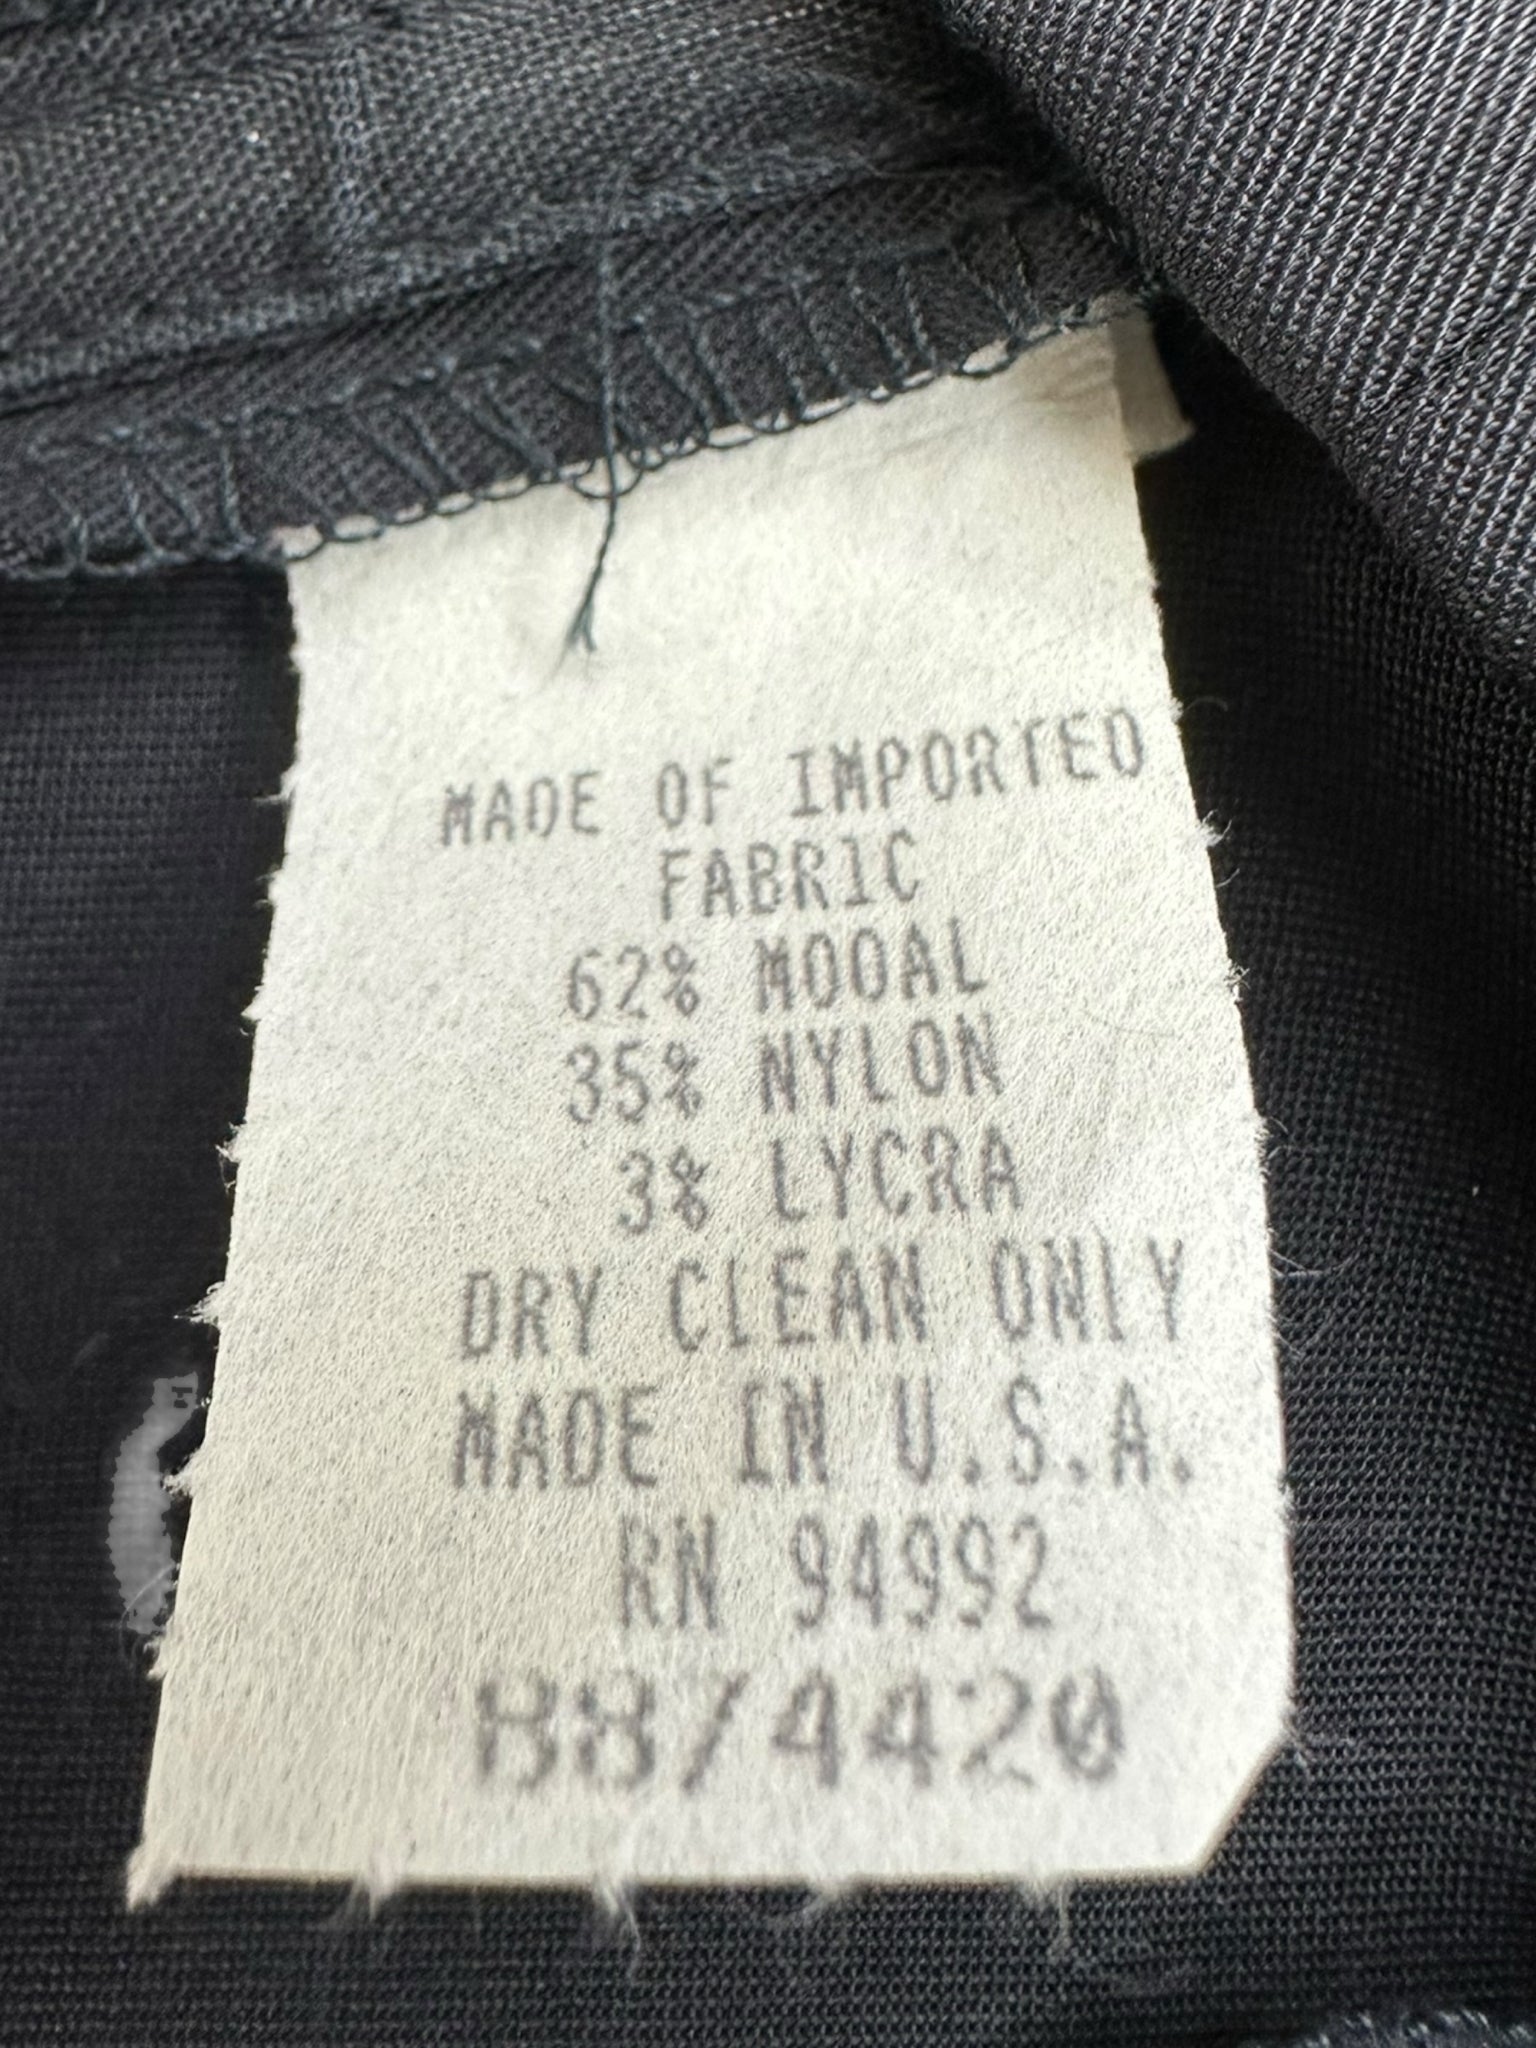 MADE OF IMPORTED
FABRIC
62% MODAL
35% NYLON
3% LYCRA
DRY CLEAN ONLY
MADE IN U.S.A.
RN 94992
B8/4420